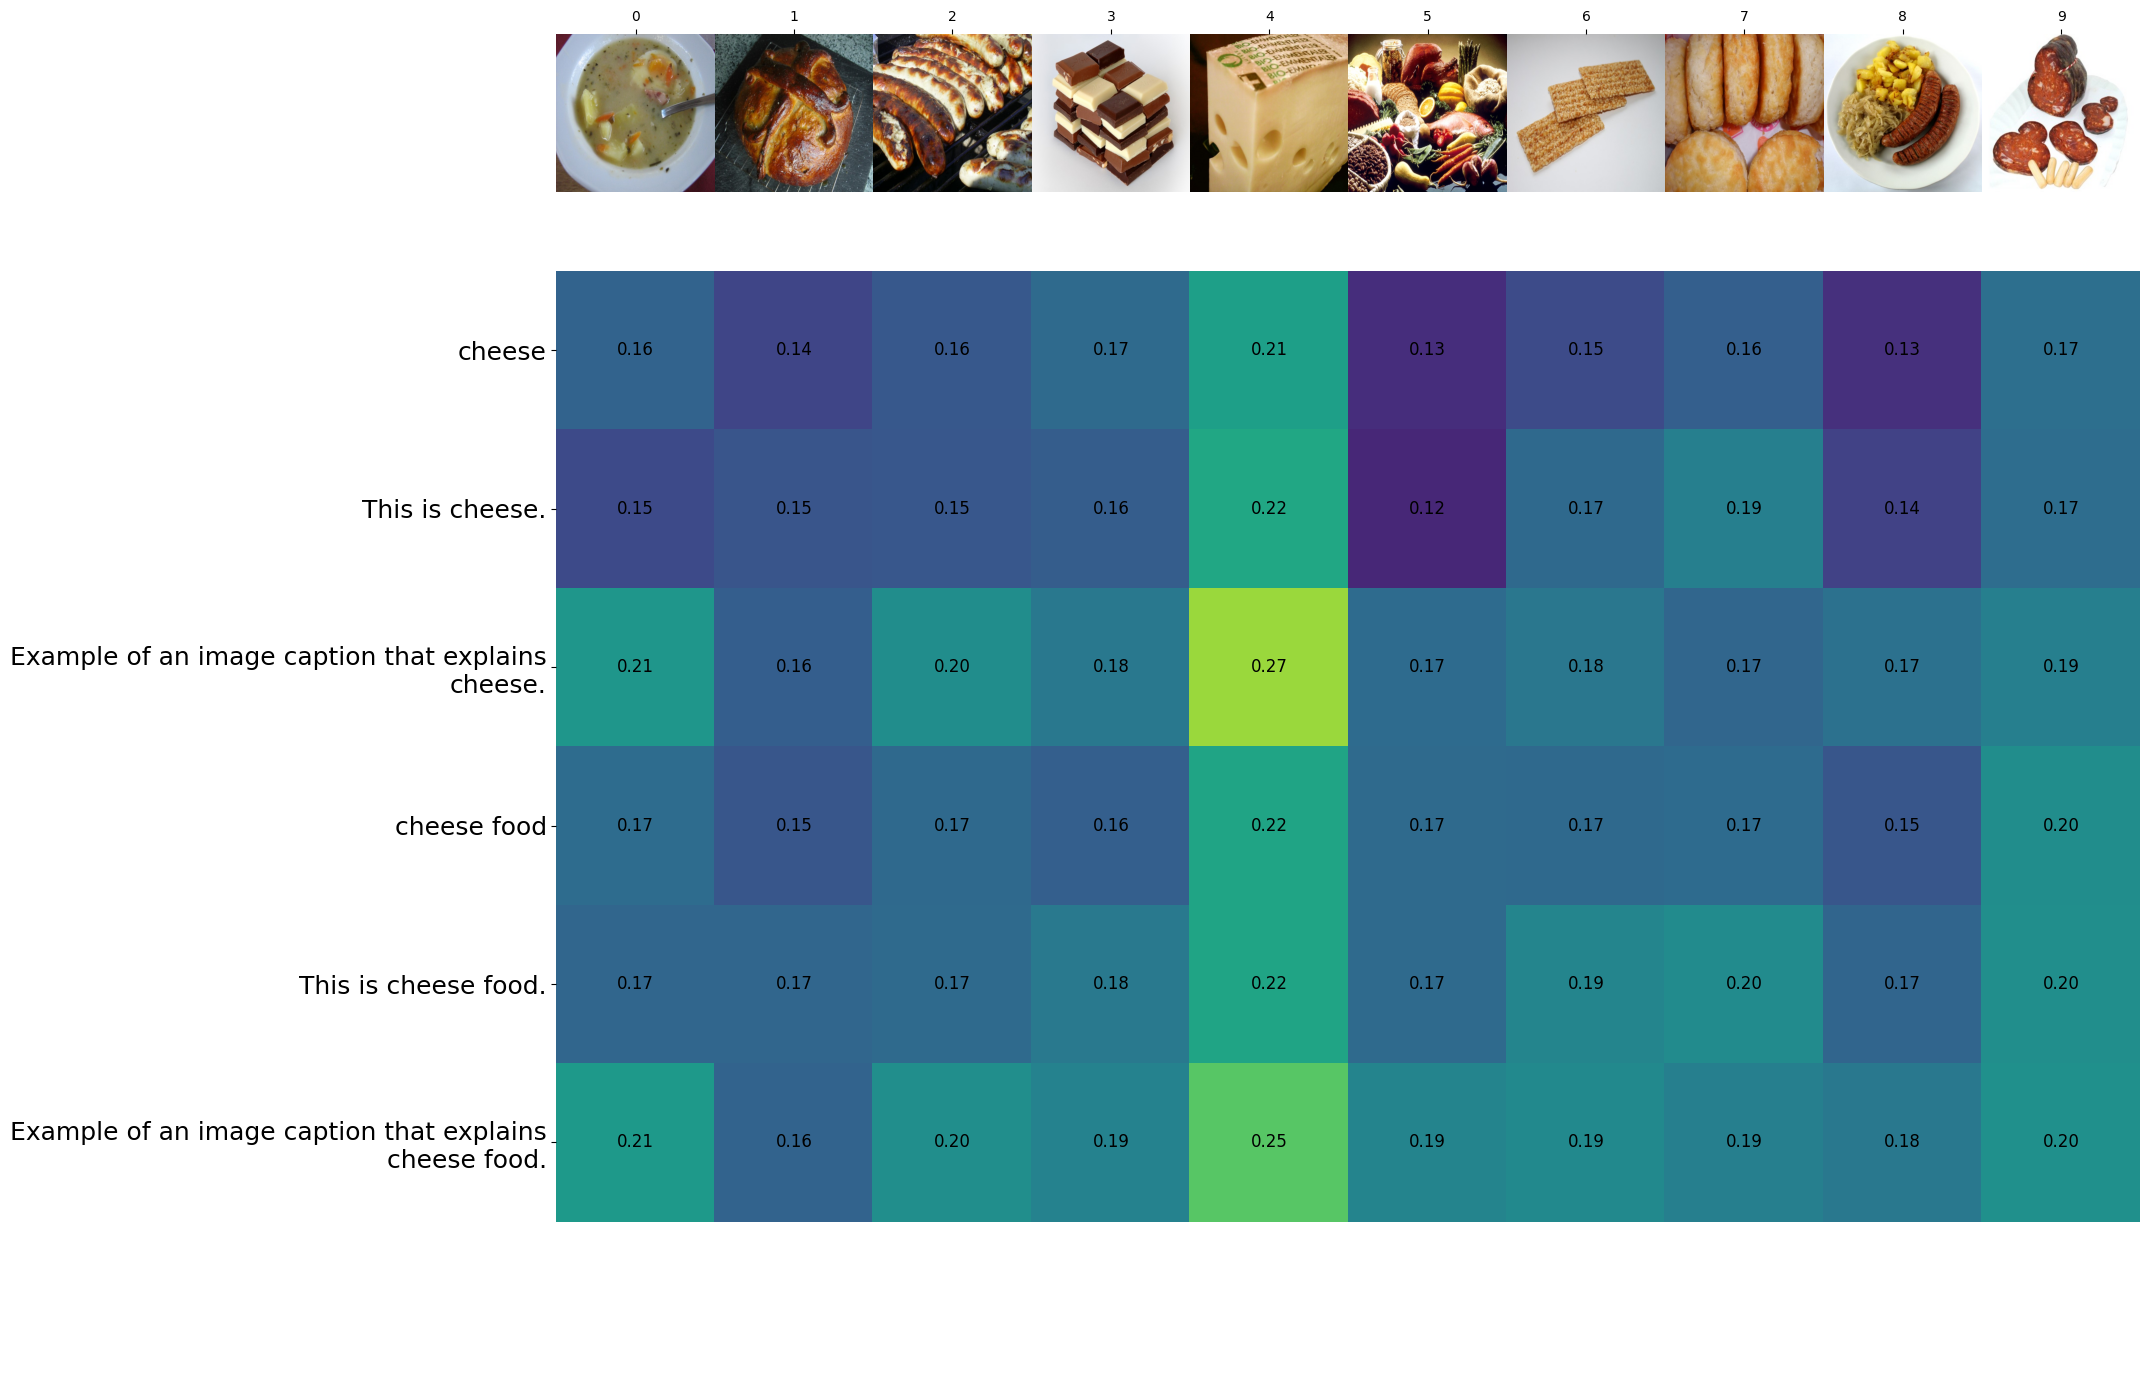 0 1 2 3 4 5 6 7 8 9
cheese 0.16 0.14 0.16 0.17 0.21 0.13 0.15 0.16 0.13 0.17
This is cheese. 0.15 0.15 0.15 0.16 0.22 0.12 0.17 0.19 0.14 0.17
Example of an image caption that explains
cheese. 0.21 0.16 0.20 0.18 0.27 0.17 0.18 0.17 0.17 0.19
cheese food 0.17 0.15 0.17 0.16 0.22 0.17 0.17 0.17 0.15 0.20
This is cheese food. 0.17 0.17 0.17 0.18 0.22 0.17 0.19 0.20 0.17 0.20
Example of an image caption that explains
cheese food. 0.21 0.16 0.20 0.19 0.25 0.19 0.19 0.19 0.18 0.20